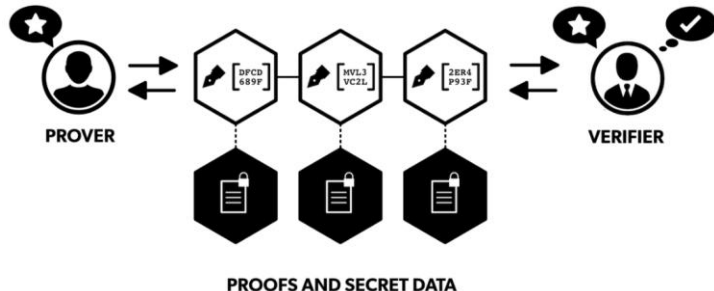 DFCD
689F
MVL3
VC2L
2ER4
P93F
PROVER
VERIFIER
PROOFS AND SECRET DATA